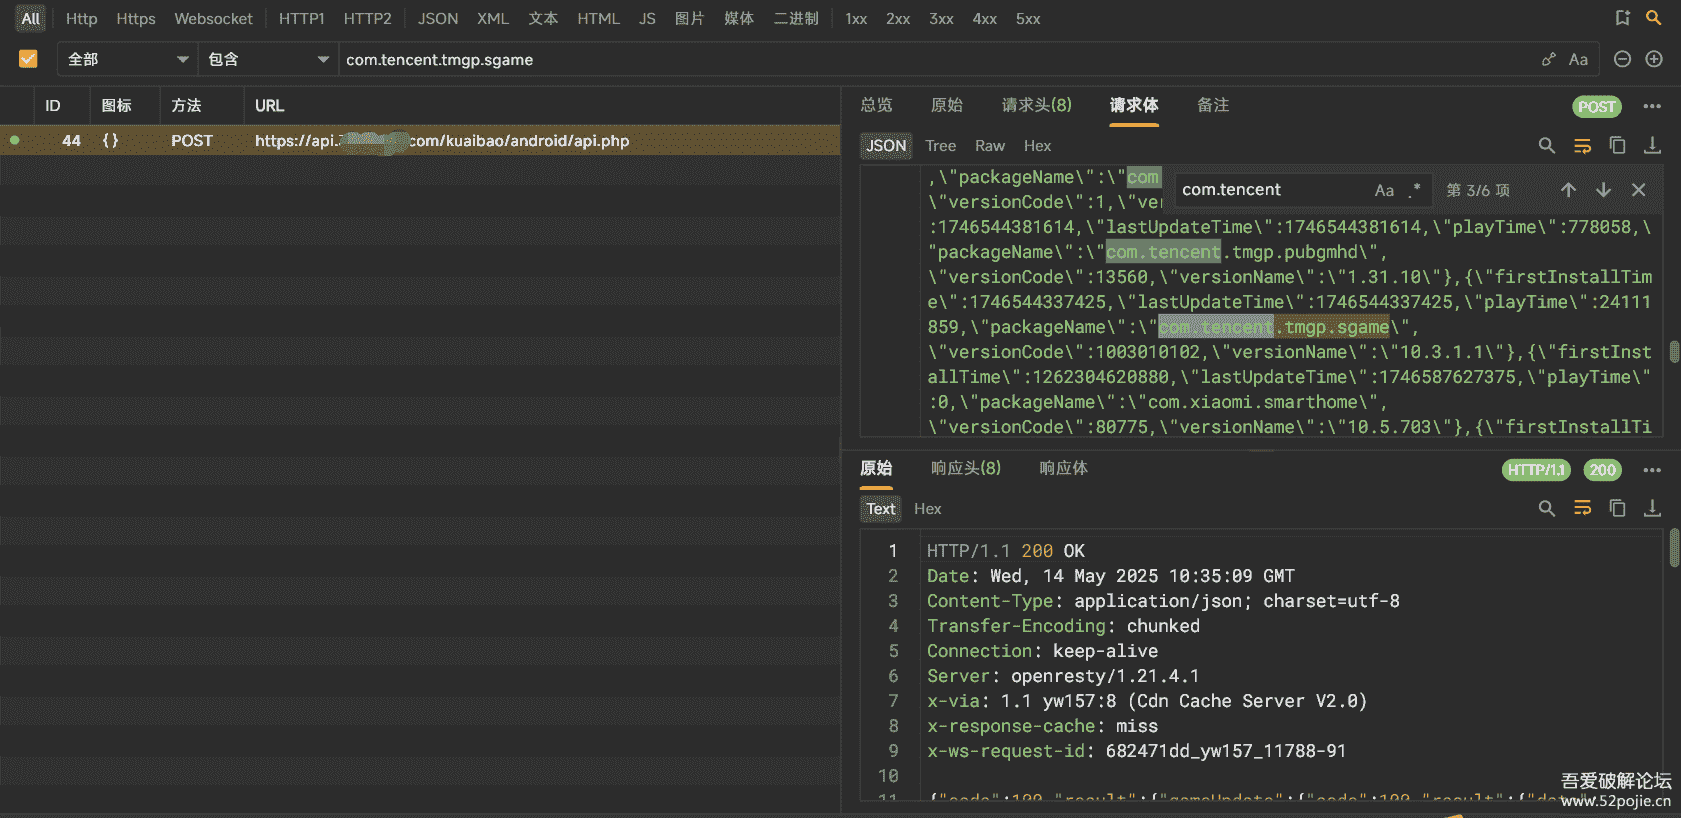 All Http Https Websocket HTTP1 HTTP2 JSON XML 文本 HTML JS 图片 媒体 二进制 1xx 2xx 3xx 4xx 5xx
全部 包含 com.tencent.tmgp.sgame Aa
ID 图标 方法 URL
44 {} POST https://api. com/kuaibao/android/api.php
总览 原始 请求头(8) 请求体 备注 POST
JSON Tree Raw Hex
com.tencent Aa .* 第 3/6 项
,\"packageName\":\"com
\"versionCode\":1,\"ver
:1746544381614,\"lastUpdateTime\":1746544381614,\"playTime\":778058,\
"packageName\":\"com.tencent.tmgp.pubgmhd\",
\"versionCode\":13560,\"versionName\":\"1.31.10\"},{\"firstInstallTim
e\":1746544337425,\"lastUpdateTime\":1746544337425,\"playTime\":24111
859,\"packageName\":\"com.tencent.tmgp.sgame\",
\"versionCode\":1003010102,\"versionName\":\"10.3.1.1\"},{\"firstInst
allTime\":1262304620880,\"lastUpdateTime\":1746587627375,\"playTime\"
:0,\"packageName\":\"com.xiaomi.smarthome\",
\"versionCode\":80775,\"versionName\":\"10.5.703\"},{\"firstInstallTi
原始 响应头(8) 响应体 HTTP/1.1 200
Text Hex
1 HTTP/1.1 200 OK
2 Date: Wed, 14 May 2025 10:35:09 GMT
3 Content-Type: application/json; charset=utf-8
4 Transfer-Encoding: chunked
5 Connection: keep-alive
6 Server: openresty/1.21.4.1
7 x-via: 1.1 yw157:8 (Cdn Cache Server V2.0)
8 x-response-cache: miss
9 x-ws-request-id: 682471dd_yw157_11788-91
10
11 {"code":100,"result":{"gameUpdate":{"code":100,"result":{"dat
吾爱破解论坛
www.52pojie.cn